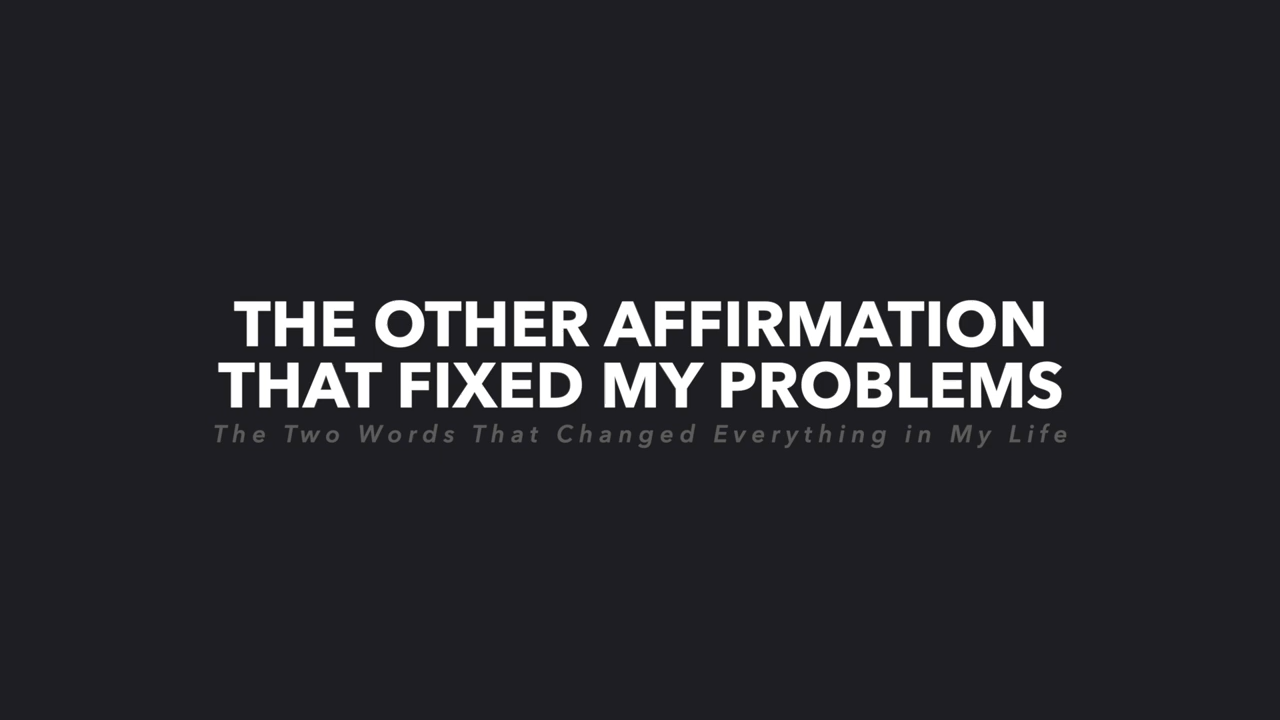 THE OTHER AFFIRMATION
THAT FIXED MY PROBLEMS
The Two Words That Changed Everything in My Life